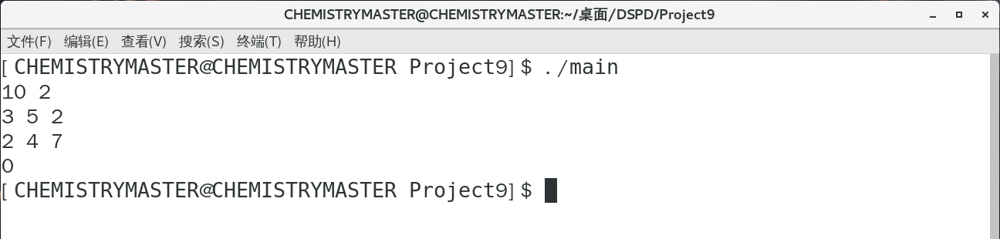 CHEMISTRYMASTER@CHEMISTRYMASTER:~/桌面/DSPD/Project9
文件(F) 编辑(E) 查看(V) 搜索(S) 终端(T) 帮助(H)
[CHEMISTRYMASTER@CHEMISTRYMASTER Project9]$ ./main
10 2
3 5 2
2 4 7
0
[CHEMISTRYMASTER@CHEMISTRYMASTER Project9]$